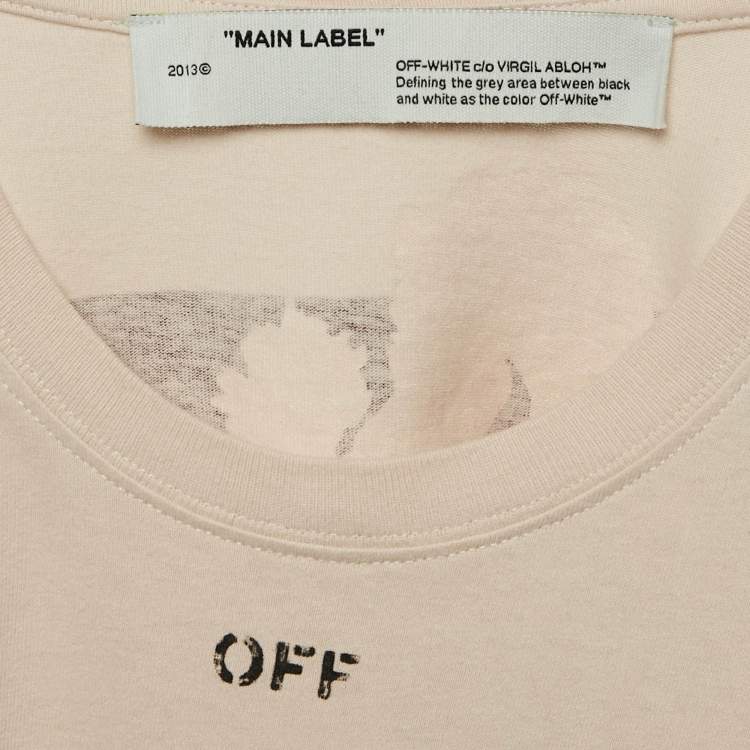 "MAIN LABEL"
2013©
OFF-WHITE c/o VIRGIL ABLOH™
Defining the grey area between black
and white as the color Off-White™
OFF